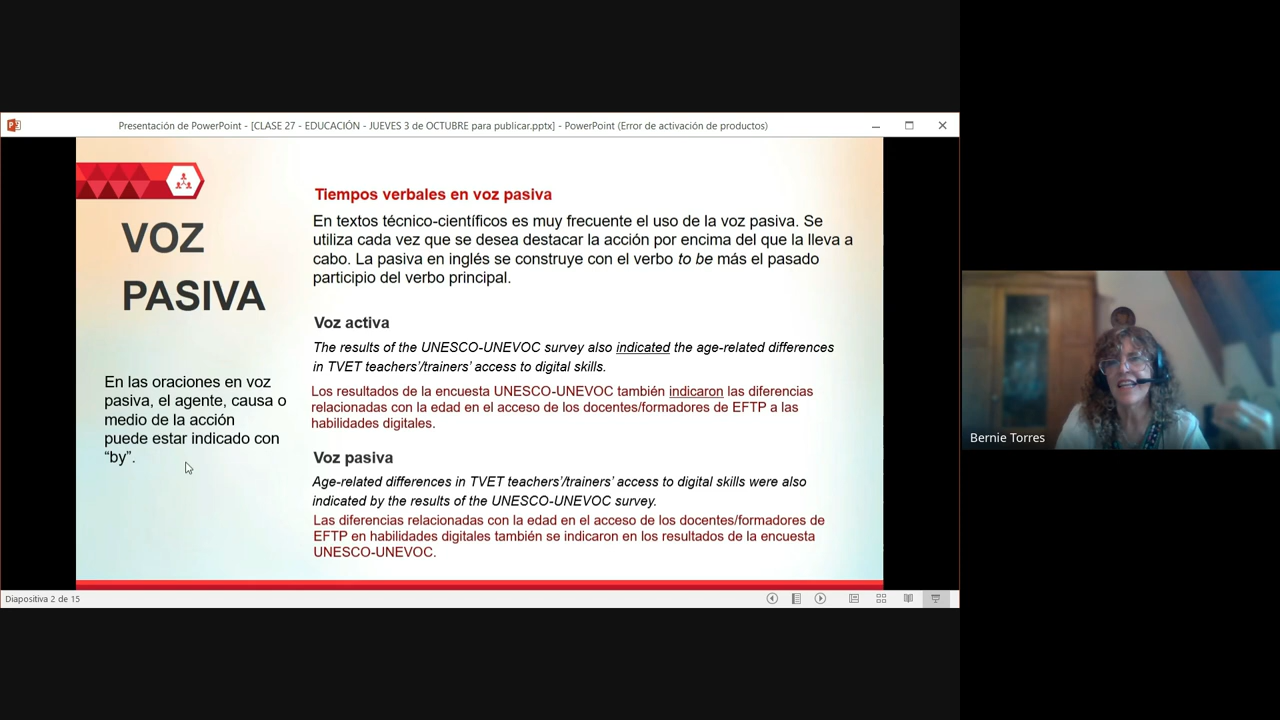 Presentación de PowerPoint - [CLASE 27 - EDUCACIÓN - JUEVES 3 de OCTUBRE para publicar.pptx] - PowerPoint (Error de activación de productos)
VOZ
PASIVA
En las oraciones en voz
pasiva, el agente, causa o
medio de la acción
puede estar indicado con
“by”.
Tiempos verbales en voz pasiva
En textos técnico-científicos es muy frecuente el uso de la voz pasiva. Se
utiliza cada vez que se desea destacar la acción por encima del que la lleva a
cabo. La pasiva en inglés se construye con el verbo to be más el pasado
participio del verbo principal.
Voz activa
The results of the UNESCO-UNEVOC survey also indicated the age-related differences
in TVET teachers’/trainers’ access to digital skills.
Los resultados de la encuesta UNESCO-UNEVOC también indicaron las diferencias
relacionadas con la edad en el acceso de los docentes/formadores de EFTP a las
habilidades digitales.
Voz pasiva
Age-related differences in TVET teachers’/trainers’ access to digital skills were also
indicated by the results of the UNESCO-UNEVOC survey.
Las diferencias relacionadas con la edad en el acceso de los docentes/formadores de
EFTP en habilidades digitales también se indicaron en los resultados de la encuesta
UNESCO-UNEVOC.
Diapositiva 2 de 15
Bernie Torres